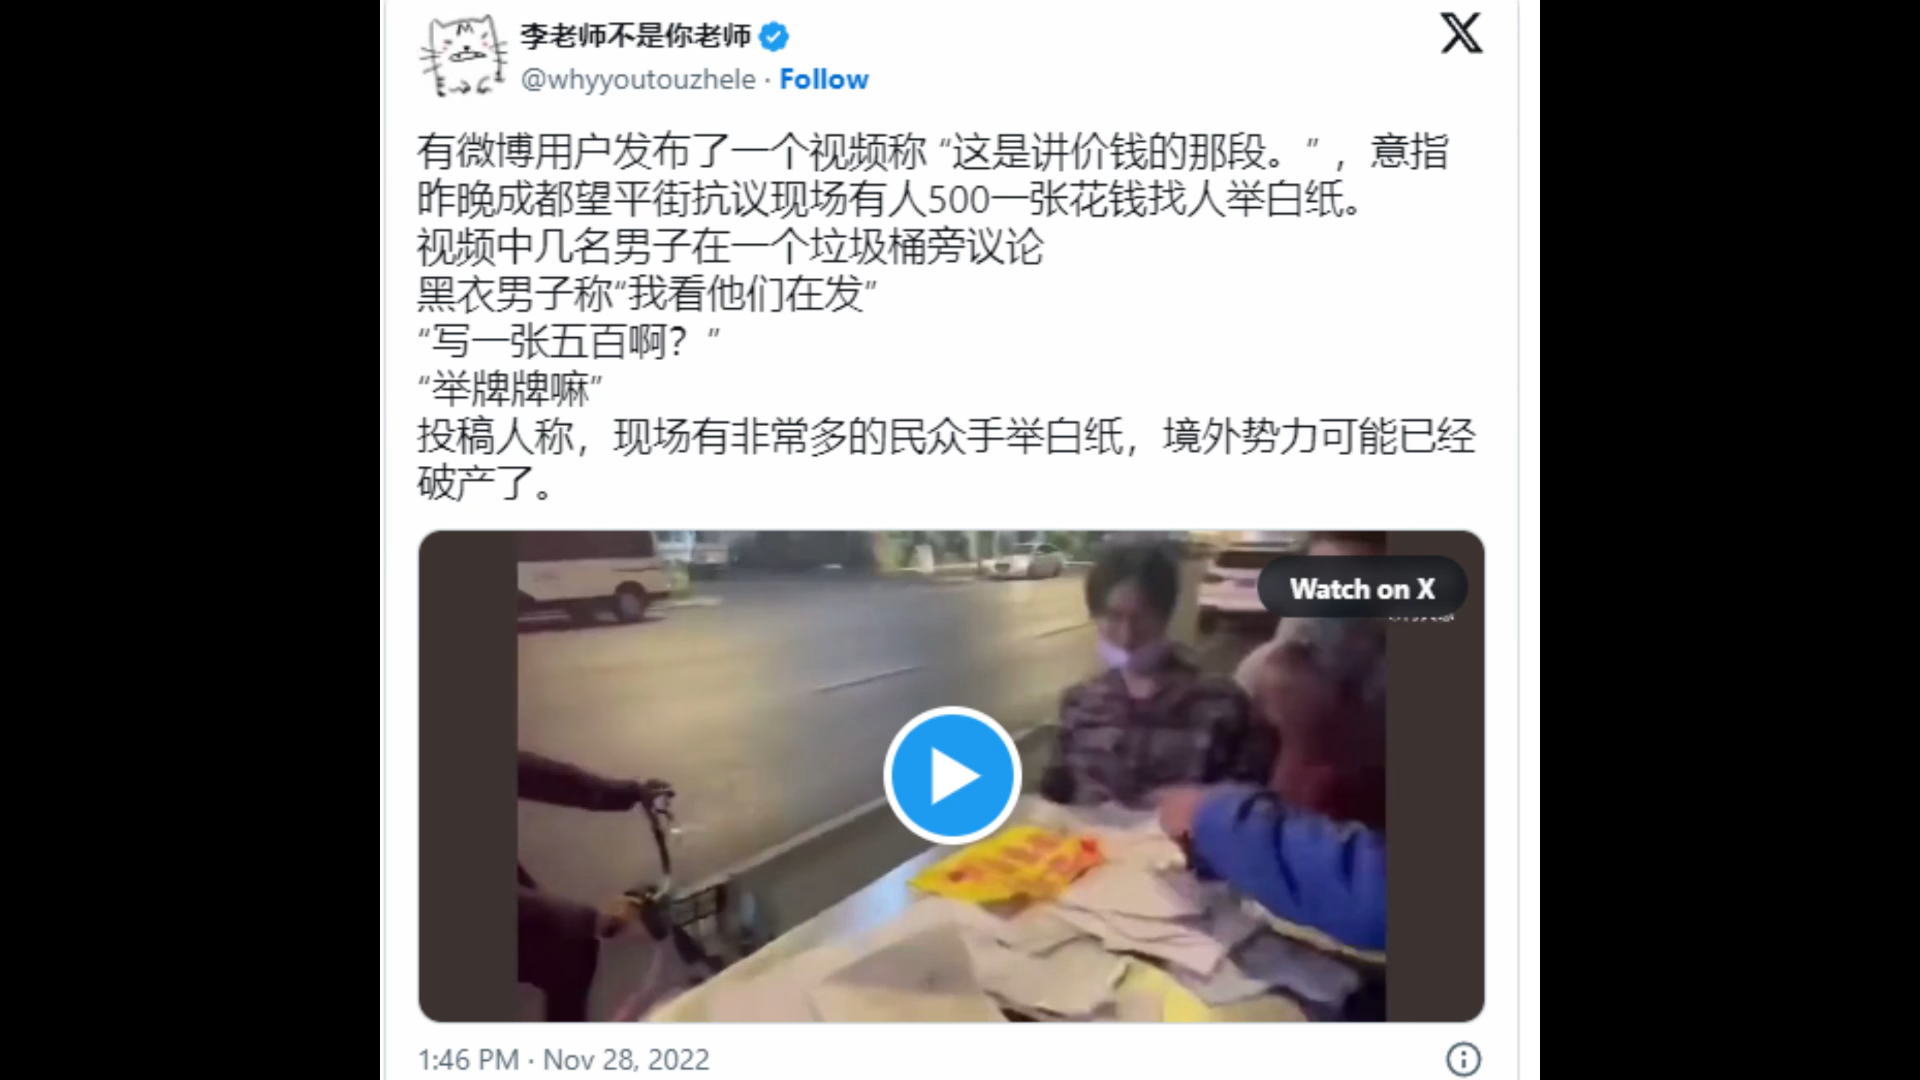 李老师不是你老师
@whyyoutouzhele · Follow
有微博用户发布了一个视频称 “这是讲价钱的那段。”，意指
昨晚成都望平街抗议现场有人500一张花钱找人举白纸。
视频中几名男子在一个垃圾桶旁议论
黑衣男子称“我看他们在发”
“写一张五百啊？”
“举牌牌嘛”
投稿人称，现场有非常多的民众手举白纸，境外势力可能已经
破产了。
Watch on X
1:46 PM · Nov 28, 2022